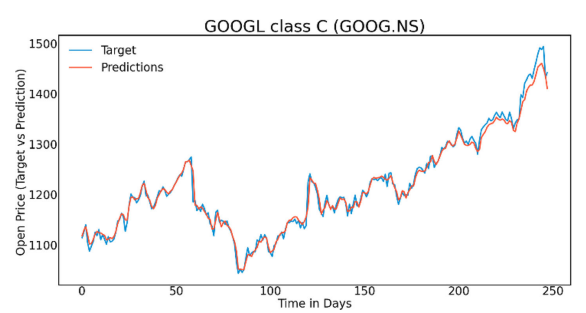 GOOGL class C (GOOG.NS)
Target
Predictions
Open Price (Target vs Prediction)
1500
1400
1300
1200
1100
0 50 100 150 200 250
Time in Days